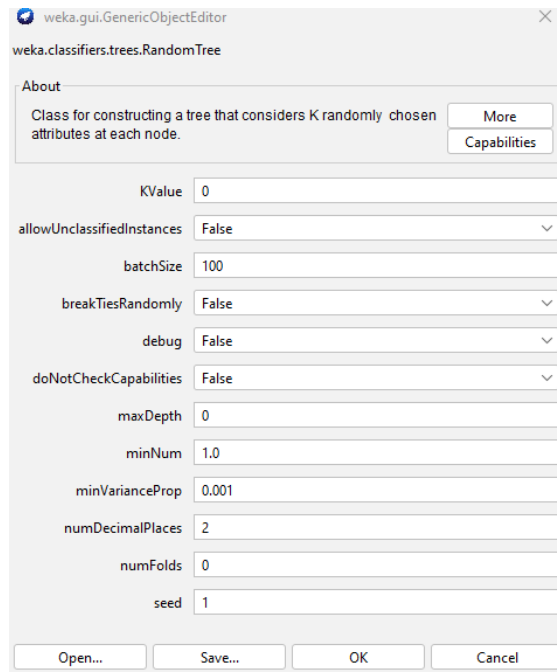 weka.gui.GenericObjectEditor
weka.classifiers.trees.RandomTree
About
Class for constructing a tree that considers K randomly chosen
attributes at each node.
More
Capabilities
KValue 0
allowUnclassifiedInstances False
batchSize 100
breakTiesRandomly False
debug False
doNotCheckCapabilities False
maxDepth 0
minNum 1.0
minVarianceProp 0.001
numDecimalPlaces 2
numFolds 0
seed 1
Open... Save... OK Cancel